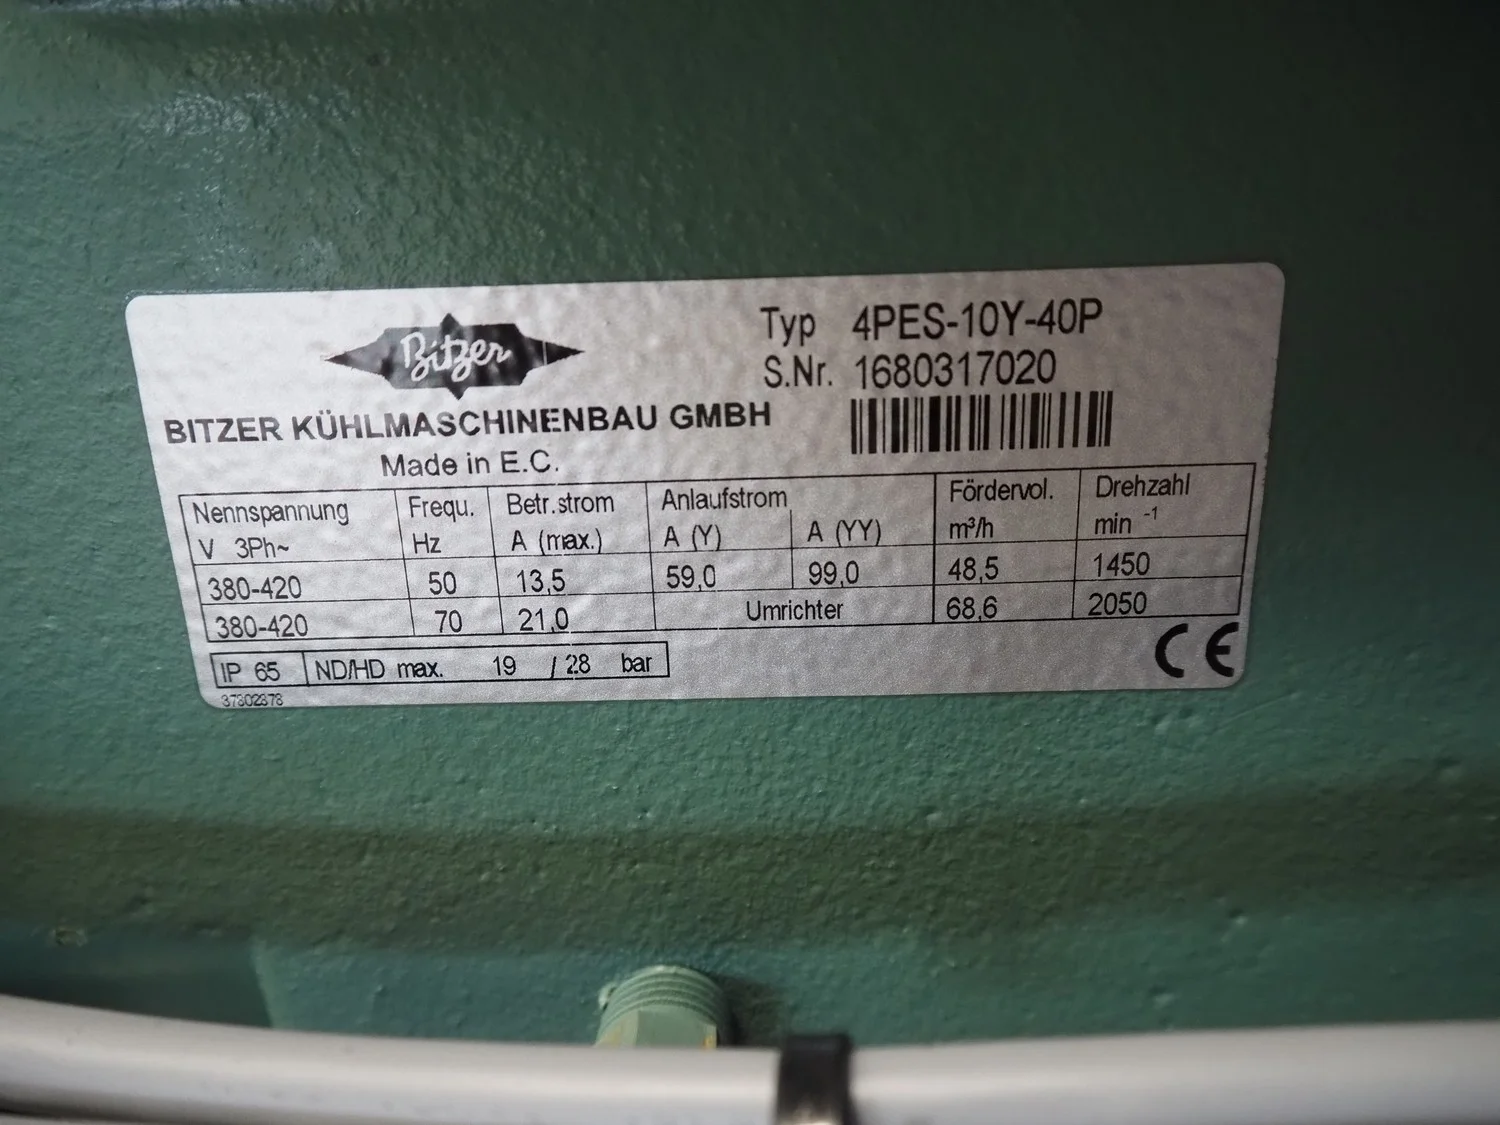 Bitzer
BITZER KÜHLMASCHINENBAU GMBH
Made in E.C.
Typ 4PES-10Y-40P
S.Nr. 1680317020
Nennspannung Frequ. Betr.strom Anlaufstrom Fördervol. Drehzahl
V 3Ph~ Hz A (max.) A (Y) A (YY) m³/h min -1
380-420 50 13,5 59,0 99,0 48,5 1450
380-420 70 21,0 Umrichter 68,6 2050
IP 65 ND/HD max. 19 / 28 bar
CE
37302373